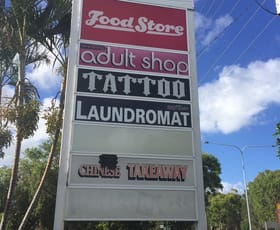 Food Store
adult shop
TATTOO
LAUNDROMAT
CHINESE TAKEAWAY